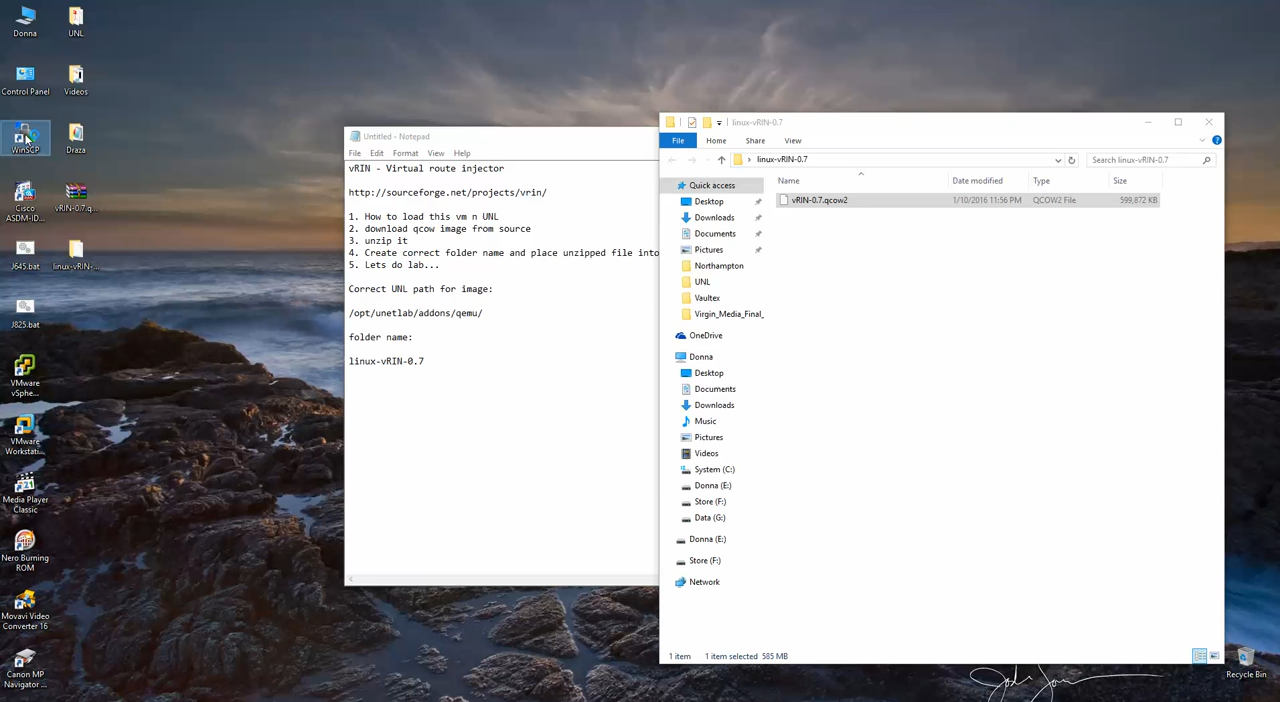 Donna
UNL
Control Panel
Videos
WinSCP
Draza
Cisco
ASDM-ID...
vRIN-0.7.q...
J645.bat
linux-vRIN-...
J825.bat
VMware
vSphe...
VMware
Workstati...
Media Player
Classic
Nero Burning
ROM
Movavi Video
Converter 16
Canon MP
Navigator ...
Untitled - Notepad
File Edit Format View Help
vRIN - Virtual route injector
http://sourceforge.net/projects/vrin/
1. How to load this vm n UNL
2. download qcow image from source
3. unzip it
4. Create correct folder name and place unzipped file into
5. Lets do lab...
Correct UNL path for image:
/opt/unetlab/addons/qemu/
folder name:
linux-vRIN-0.7
linux-vRIN-0.7
File Home Share View
linux-vRIN-0.7
Search linux-vRIN-0.7
Name Date modified Type Size
vRIN-0.7.qcow2 1/10/2016 11:56 PM QCOW2 File 599,872 KB
Quick access
Desktop
Downloads
Documents
Pictures
Northampton
UNL
Vaultex
Virgin_Media_Final_
OneDrive
Donna
Desktop
Documents
Downloads
Music
Pictures
Videos
System (C:)
Donna (E:)
Store (F:)
Data (G:)
Donna (E:)
Store (F:)
Network
1 item 1 item selected 585 MB
Recycle Bin